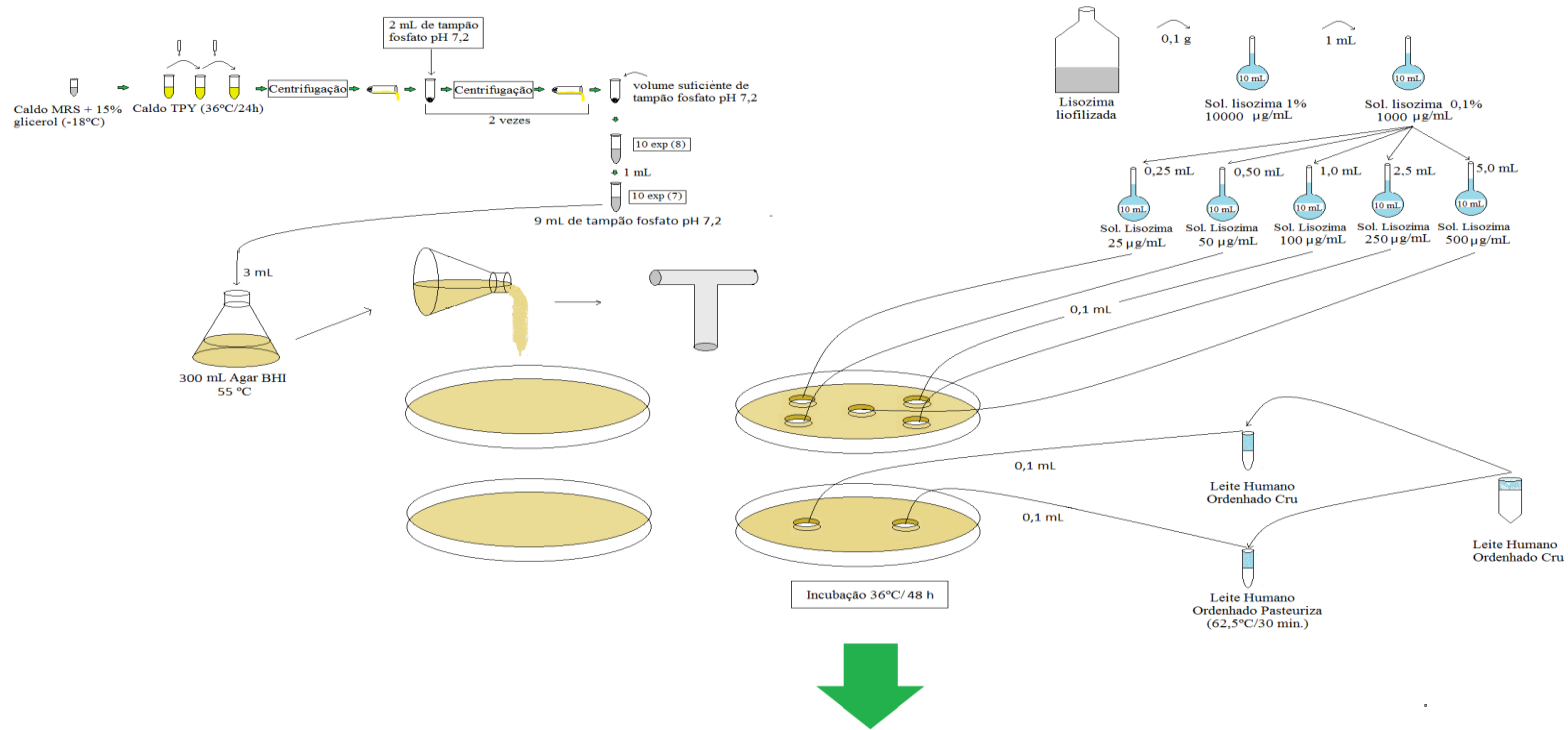 2 mL de tampão
fosfato pH 7,2
Caldo MRS + 15%
glicerol (-18ºC)
Caldo TPY (36ºC/24h)
Centrifugação
Centrifugação
2 vezes
volume suficiente de
tampão fosfato pH 7,2
10 exp (8)
1 mL
10 exp (7)
9 mL de tampão fosfato pH 7,2
3 mL
300 mL Agar BHI
55 ºC
Lisozima
liofilizada
0,1 g
10 mL
Sol. lisozima 1%
10000 µg/mL
1 mL
10 mL
Sol. lisozima 0,1%
1000 µg/mL
0,25 mL
0,50 mL
1,0 mL
2,5 mL
5,0 mL
10 mL
10 mL
10 mL
10 mL
10 mL
Sol. Lisozima
25 µg/mL
Sol. Lisozima
50 µg/mL
Sol. Lisozima
100 µg/mL
Sol. Lisozima
250 µg/mL
Sol. Lisozima
500 µg/mL
0,1 mL
0,1 mL
0,1 mL
Leite Humano
Ordenhado Cru
Leite Humano
Ordenhado Cru
Leite Humano
Ordenhado Pasteuriza
(62,5ºC/30 min.)
Incubação 36ºC/ 48 h